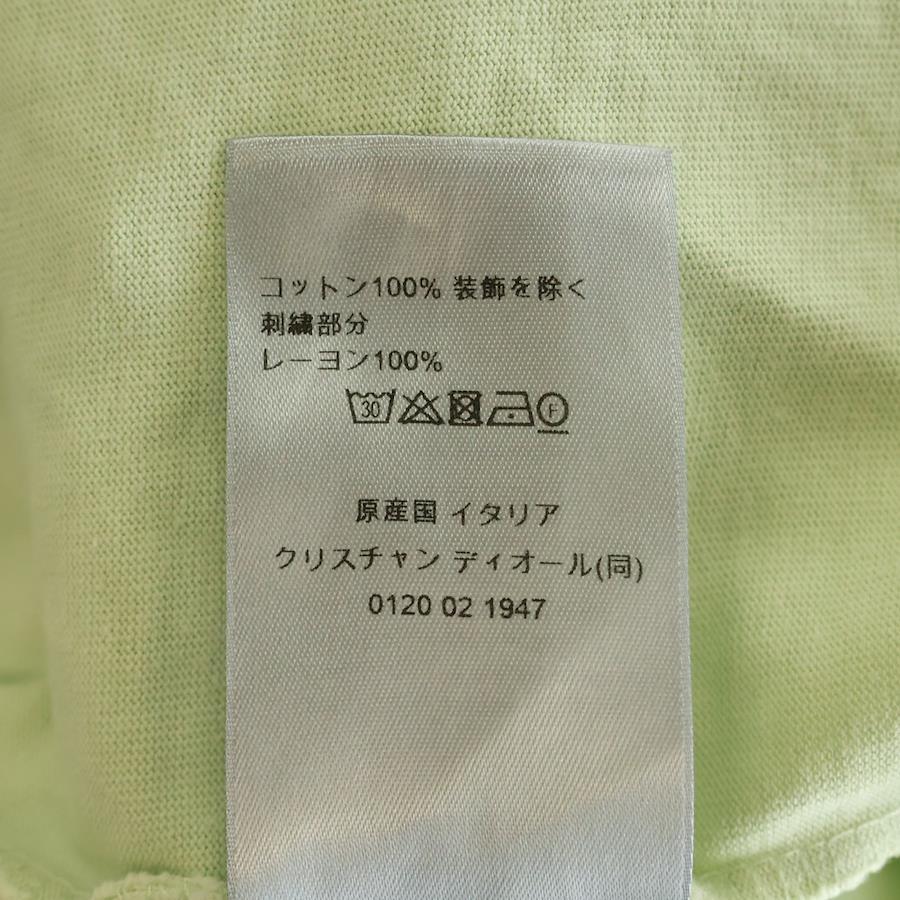 コットン100% 装飾を除く
刺繍部分
レーヨン100%
30 F
原産国 イタリア
クリスチャン ディオール(同)
0120 02 1947